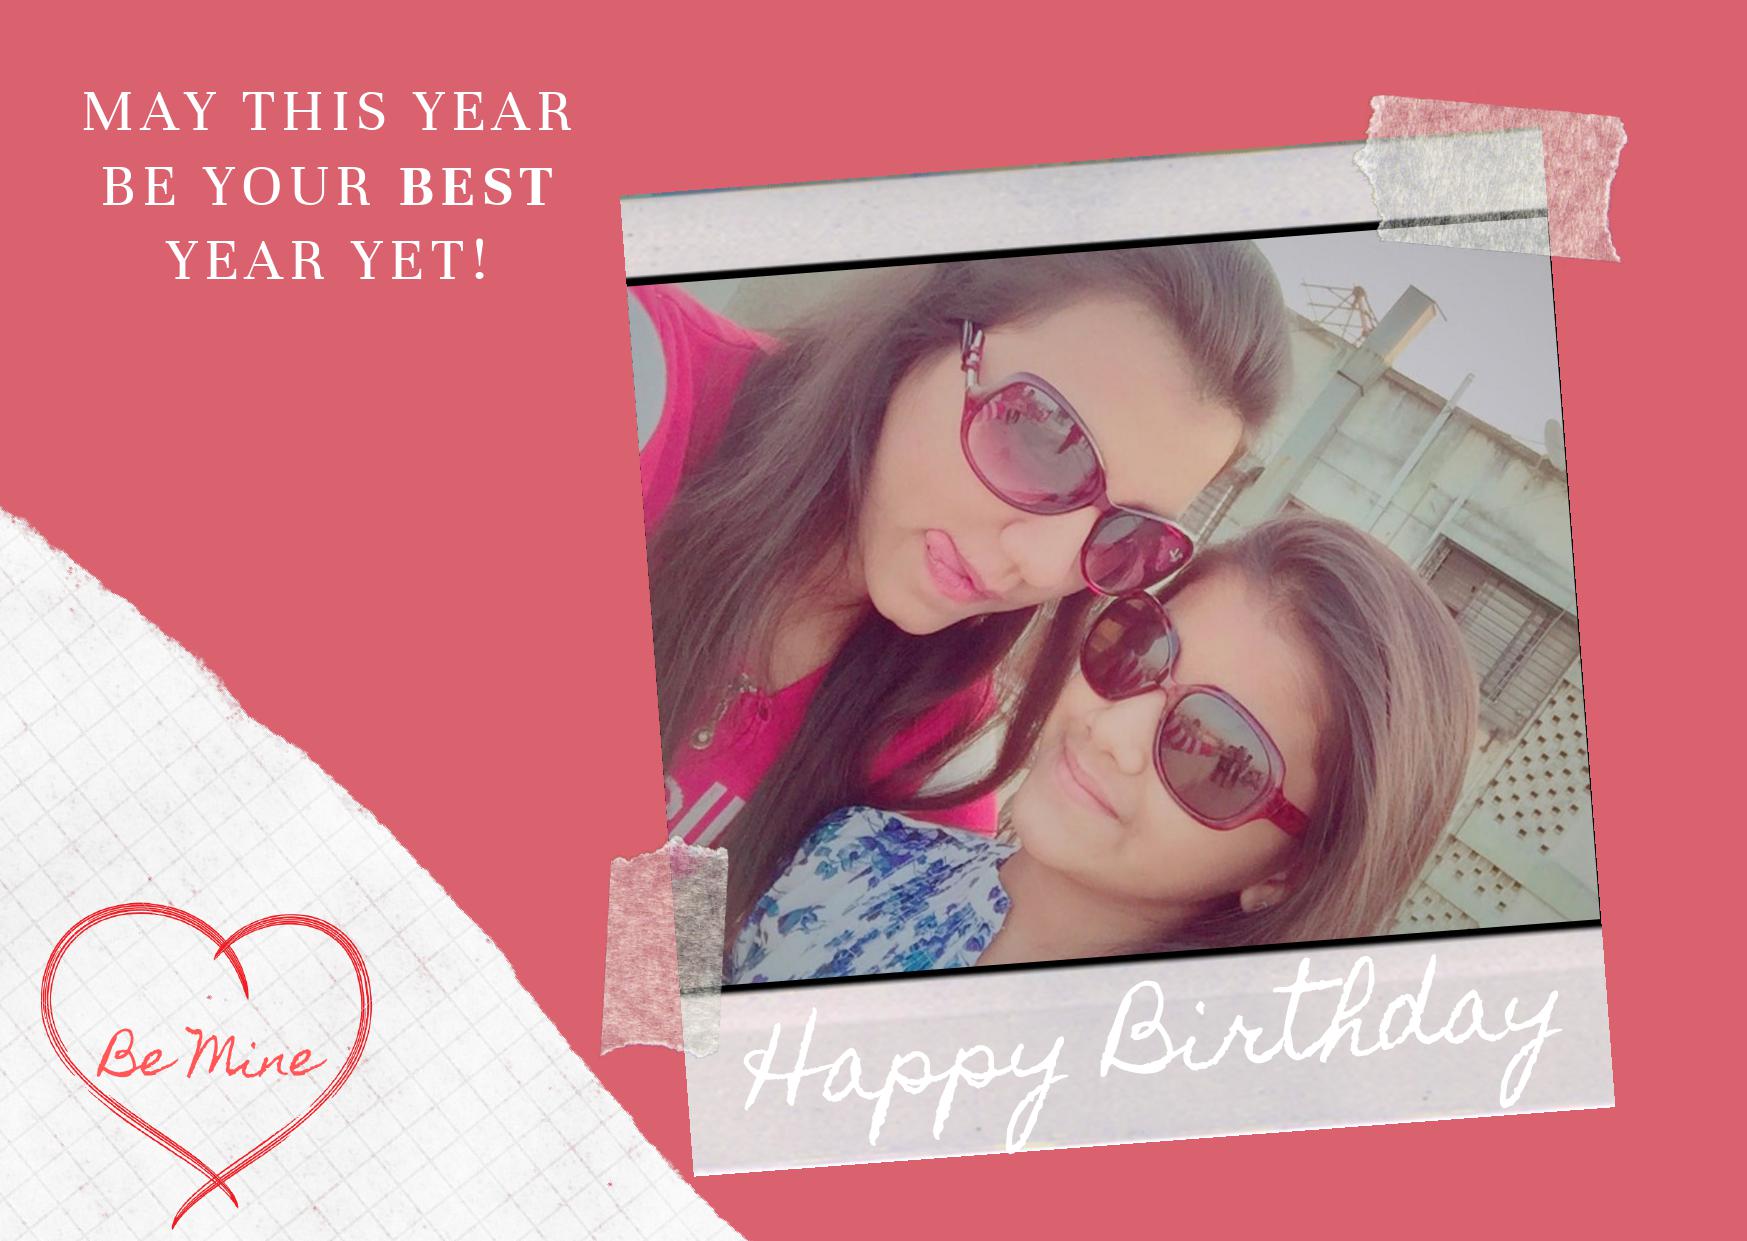 MAY THIS YEAR
BE YOUR BEST
YEAR YET!
Happy Birthday
Be Mine